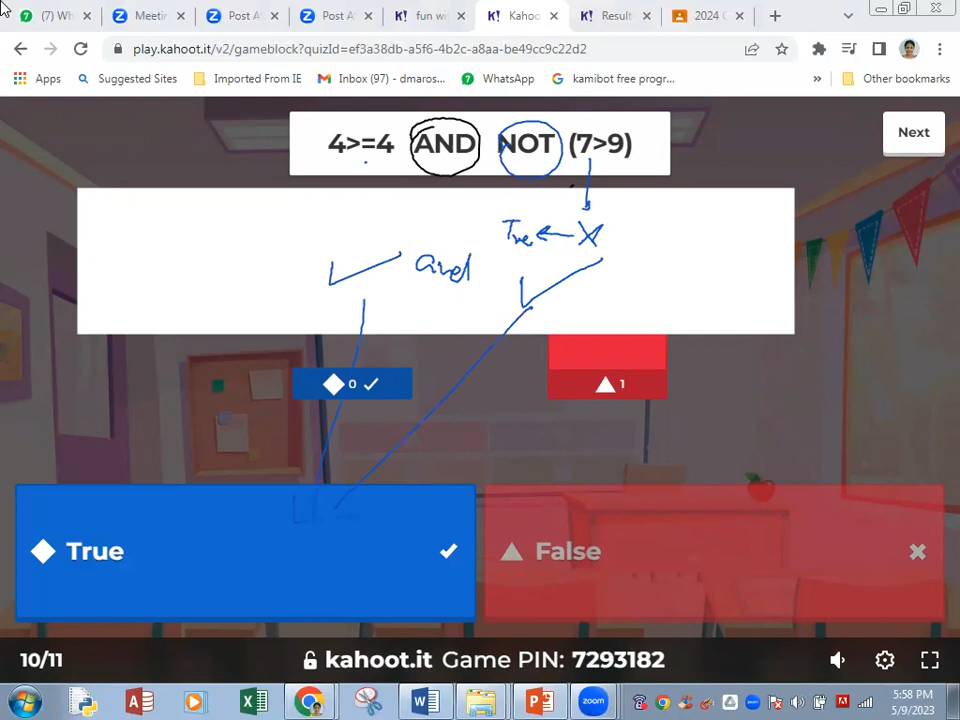 (7) Wh
Meetin
Post A
Post A
fun wi
Kahoo
Result
2024 C
play.kahoot.it/v2/gameblock?quizId=ef3a38db-a5f6-4b2c-a8aa-be49cc9c22d2
Apps
Suggested Sites
Imported From IE
Inbox (97) - dmaros...
WhatsApp
kamibot free progr...
»
Other bookmarks
4>=4 AND NOT (7>9)
Next
True
and
0
1
True
False
10/11
kahoot.it Game PIN: 7293182
5:58 PM
5/9/2023